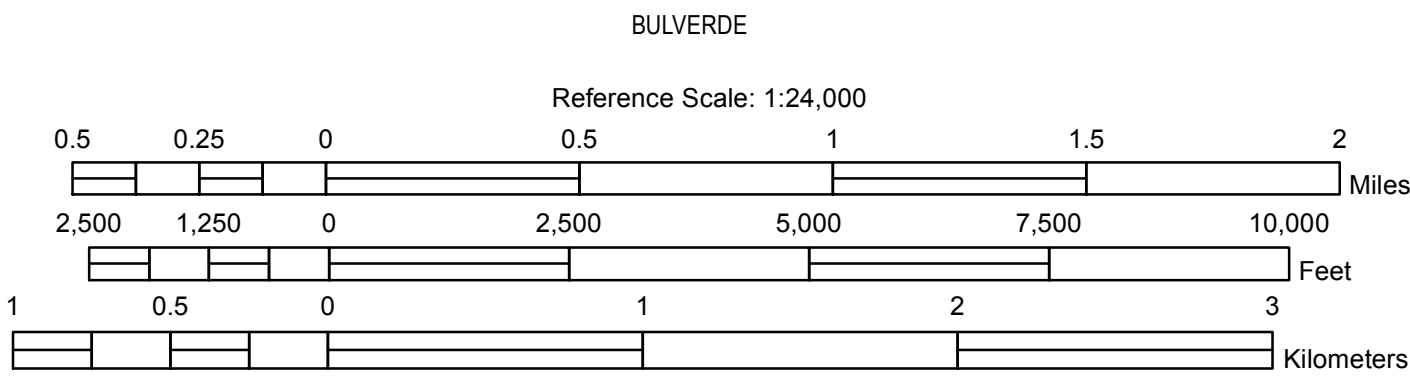 BULVERDE
Reference Scale: 1:24,000
0.5 0.25 0 0.5 1 1.5 2
Miles
2,500 1,250 0 2,500 5,000 7,500 10,000
Feet
1 0.5 0 1 2 3
Kilometers